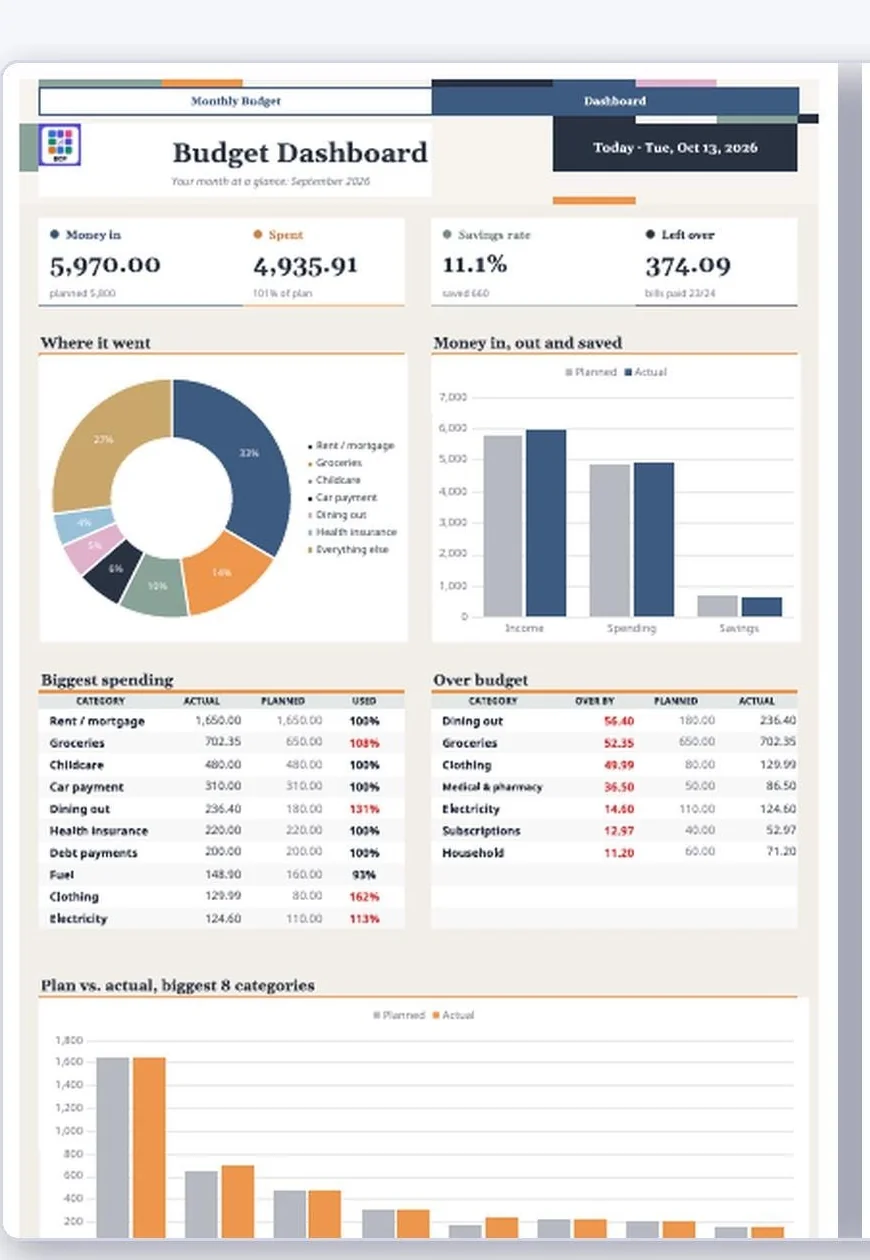 Monthly Budget Dashboard
BCP
Budget Dashboard
Today - Tue, Oct 13, 2026
Your month at a glance: September 2026
Money in Spent Savings rate Left over
5,970.00 4,935.91 11.1% 374.09
planned 5,800 101% of plan saved 660 bills paid 23/24
Where it went
27%
33%
4%
5%
6%
10%
14%
Rent / mortgage
Groceries
Childcare
Car payment
Dining out
Health insurance
Everything else
Money in, out and saved
Planned Actual
7,000
6,000
5,000
4,000
3,000
2,000
1,000
0
Income Spending Savings
Biggest spending
CATEGORY ACTUAL PLANNED USED
Rent / mortgage 1,650.00 1,650.00 100%
Groceries 702.35 650.00 108%
Childcare 480.00 480.00 100%
Car payment 310.00 310.00 100%
Dining out 236.40 180.00 131%
Health insurance 220.00 220.00 100%
Debt payments 200.00 200.00 100%
Fuel 148.90 160.00 93%
Clothing 129.99 80.00 162%
Electricity 124.60 110.00 113%
Over budget
CATEGORY OVER BY PLANNED ACTUAL
Dining out 56.40 180.00 236.40
Groceries 52.35 650.00 702.35
Clothing 49.99 80.00 129.99
Medical & pharmacy 36.50 50.00 86.50
Electricity 14.60 110.00 124.60
Subscriptions 12.97 40.00 52.97
Household 11.20 60.00 71.20
Plan vs. actual, biggest 8 categories
Planned Actual
1,800
1,600
1,400
1,200
1,000
800
600
400
200